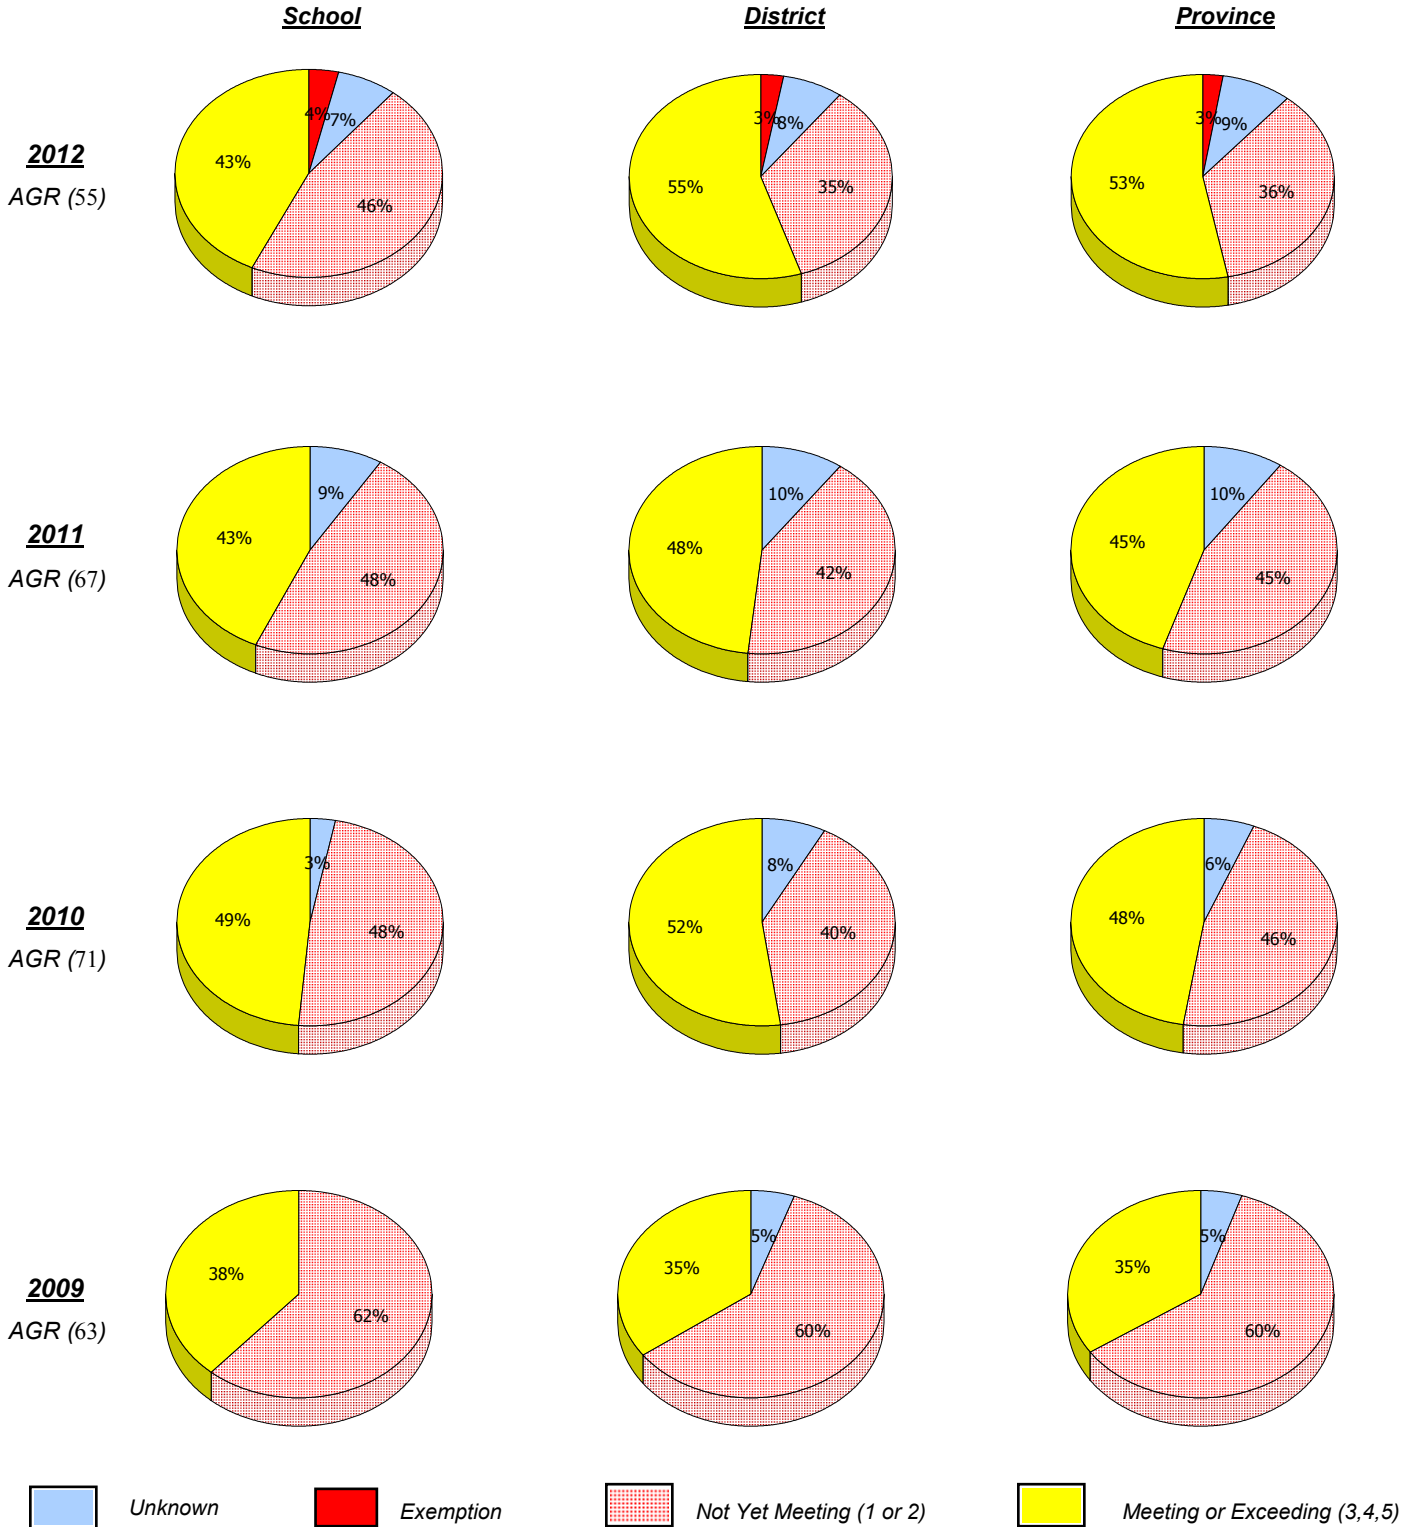 School District Province
2012
AGR (55)
4% 7% 46% 43%
3% 8% 35% 55%
3% 9% 36% 53%
2011
AGR (67)
9% 48% 43%
10% 42% 48%
10% 45% 45%
2010
AGR (71)
3% 48% 49%
8% 40% 52%
6% 46% 48%
2009
AGR (63)
62% 38%
5% 60% 35%
5% 60% 35%
Unknown Exemption Not Yet Meeting (1 or 2) Meeting or Exceeding (3,4,5)